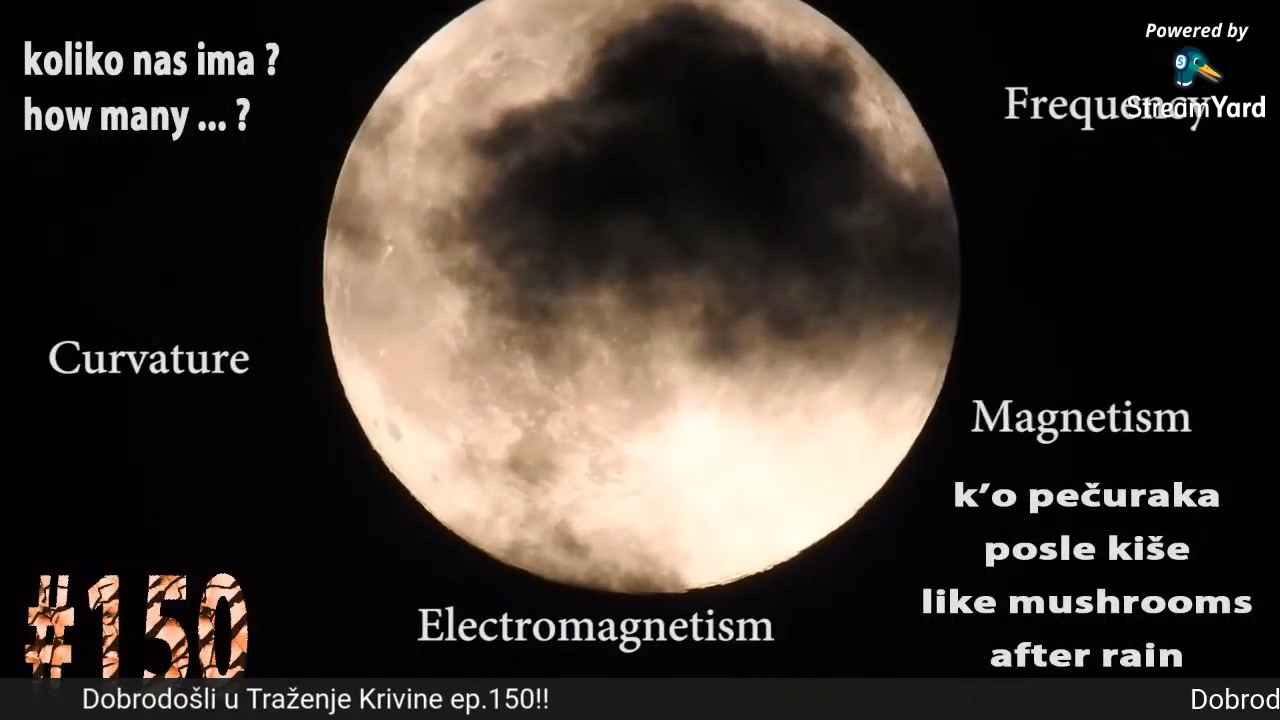 koliko nas ima ?
how many ... ?
Powered by
StreamYard
Frequency
Curvature
Magnetism
k’o pečuraka
posle kiše
like mushrooms
after rain
#150
Electromagnetism
Dobrodošli u Traženje Krivine ep.150!!
Dobrod